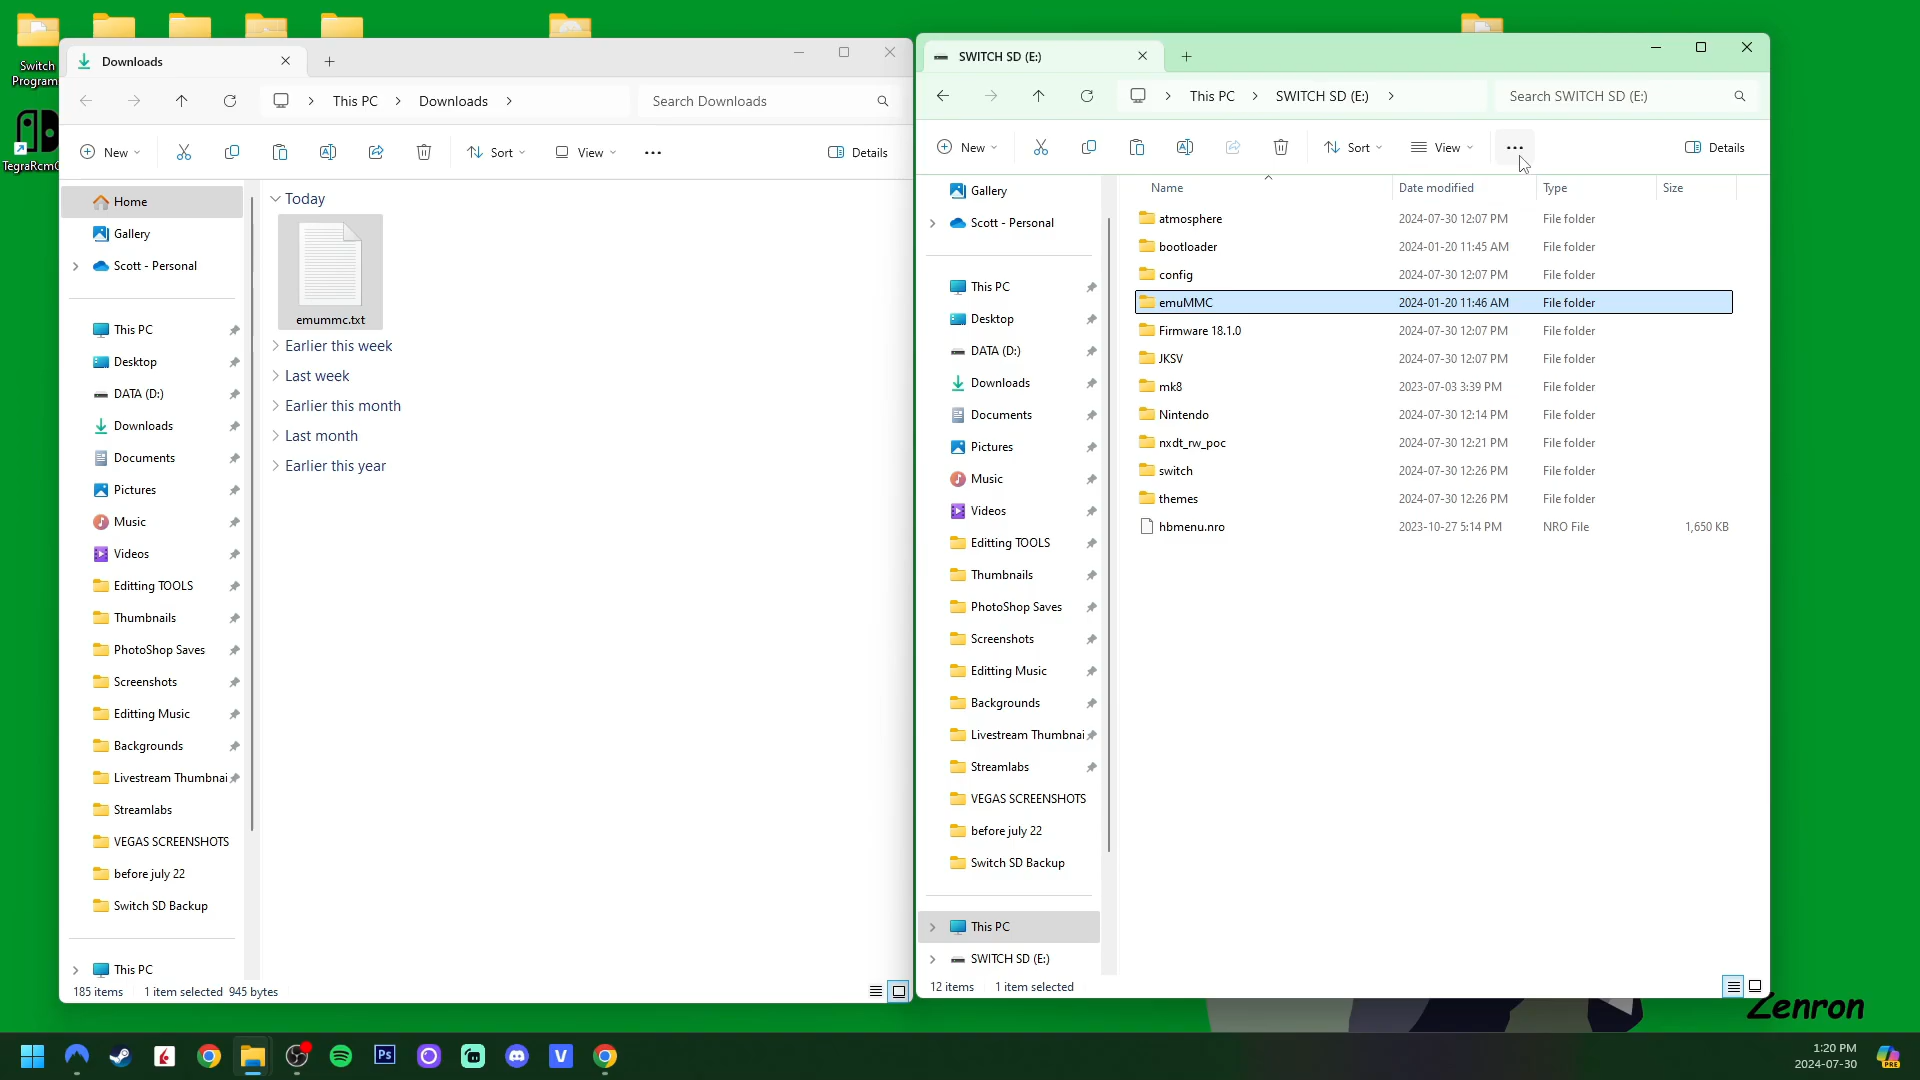 Switch
Program
TegraRcmG
Downloads
This PC
Downloads
Search Downloads
New
Sort
View
Details
Home
Gallery
Scott - Personal
This PC
Desktop
DATA (D:)
Downloads
Documents
Pictures
Music
Videos
Editting TOOLS
Thumbnails
PhotoShop Saves
Screenshots
Editing Music
Backgrounds
Livestream Thumbnai
Streamlabs
VEGAS SCREENSHOTS
before july 22
Switch SD Backup
This PC
Today
emummc.txt
Earlier this week
Last week
Earlier this month
Last month
Earlier this year
185 items 1 item selected 945 bytes
SWITCH SD (E:)
This PC
SWITCH SD (E:)
Search SWITCH SD (E:)
New
Sort
View
Details
Gallery
Scott - Personal
This PC
Desktop
DATA (D:)
Downloads
Documents
Pictures
Music
Videos
Editting TOOLS
Thumbnails
PhotoShop Saves
Screenshots
Editing Music
Backgrounds
Livestream Thumbnai
Streamlabs
VEGAS SCREENSHOTS
before july 22
Switch SD Backup
This PC
SWITCH SD (E:)
Name Date modified Type Size
atmosphere 2024-07-30 12:07 PM File folder
bootloader 2024-01-20 11:45 AM File folder
config 2024-07-30 12:07 PM File folder
emuMMC 2024-01-20 11:46 AM File folder
Firmware 18.1.0 2024-07-30 12:07 PM File folder
JKSV 2024-07-30 12:07 PM File folder
mk8 2023-07-03 3:39 PM File folder
Nintendo 2024-07-30 12:14 PM File folder
nxdt_rw_poc 2024-07-30 12:21 PM File folder
switch 2024-07-30 12:26 PM File folder
themes 2024-07-30 12:26 PM File folder
hbmenu.nro 2023-10-27 5:14 PM NRO File 1,650 KB
12 items 1 item selected
Zenron
Ps
V
1:20 PM
2024-07-30
PRE